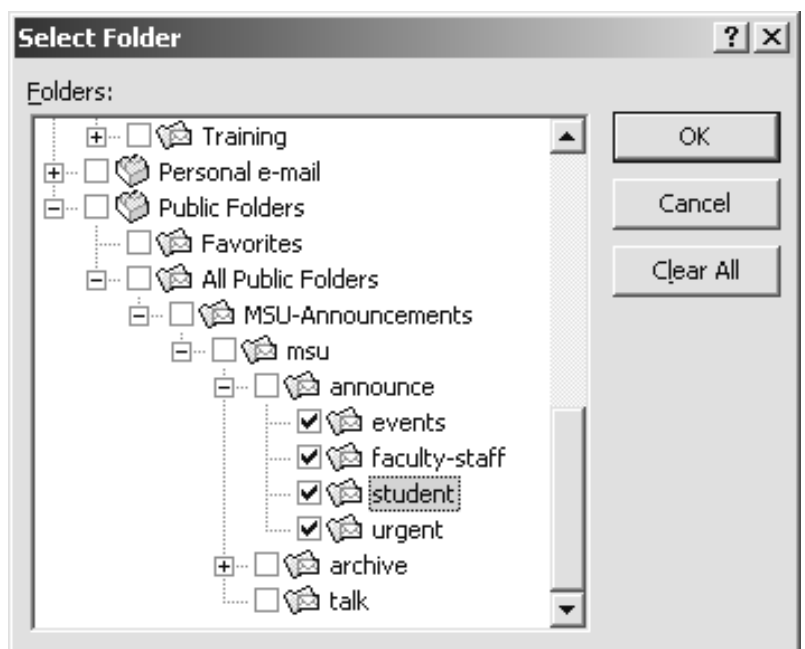 Select Folder
Folders:
Training
OK
Personal e-mail
Public Folders
Cancel
Favorites
All Public Folders
Clear All
MSU-Announcements
msu
announce
events
faculty-staff
student
urgent
archive
talk